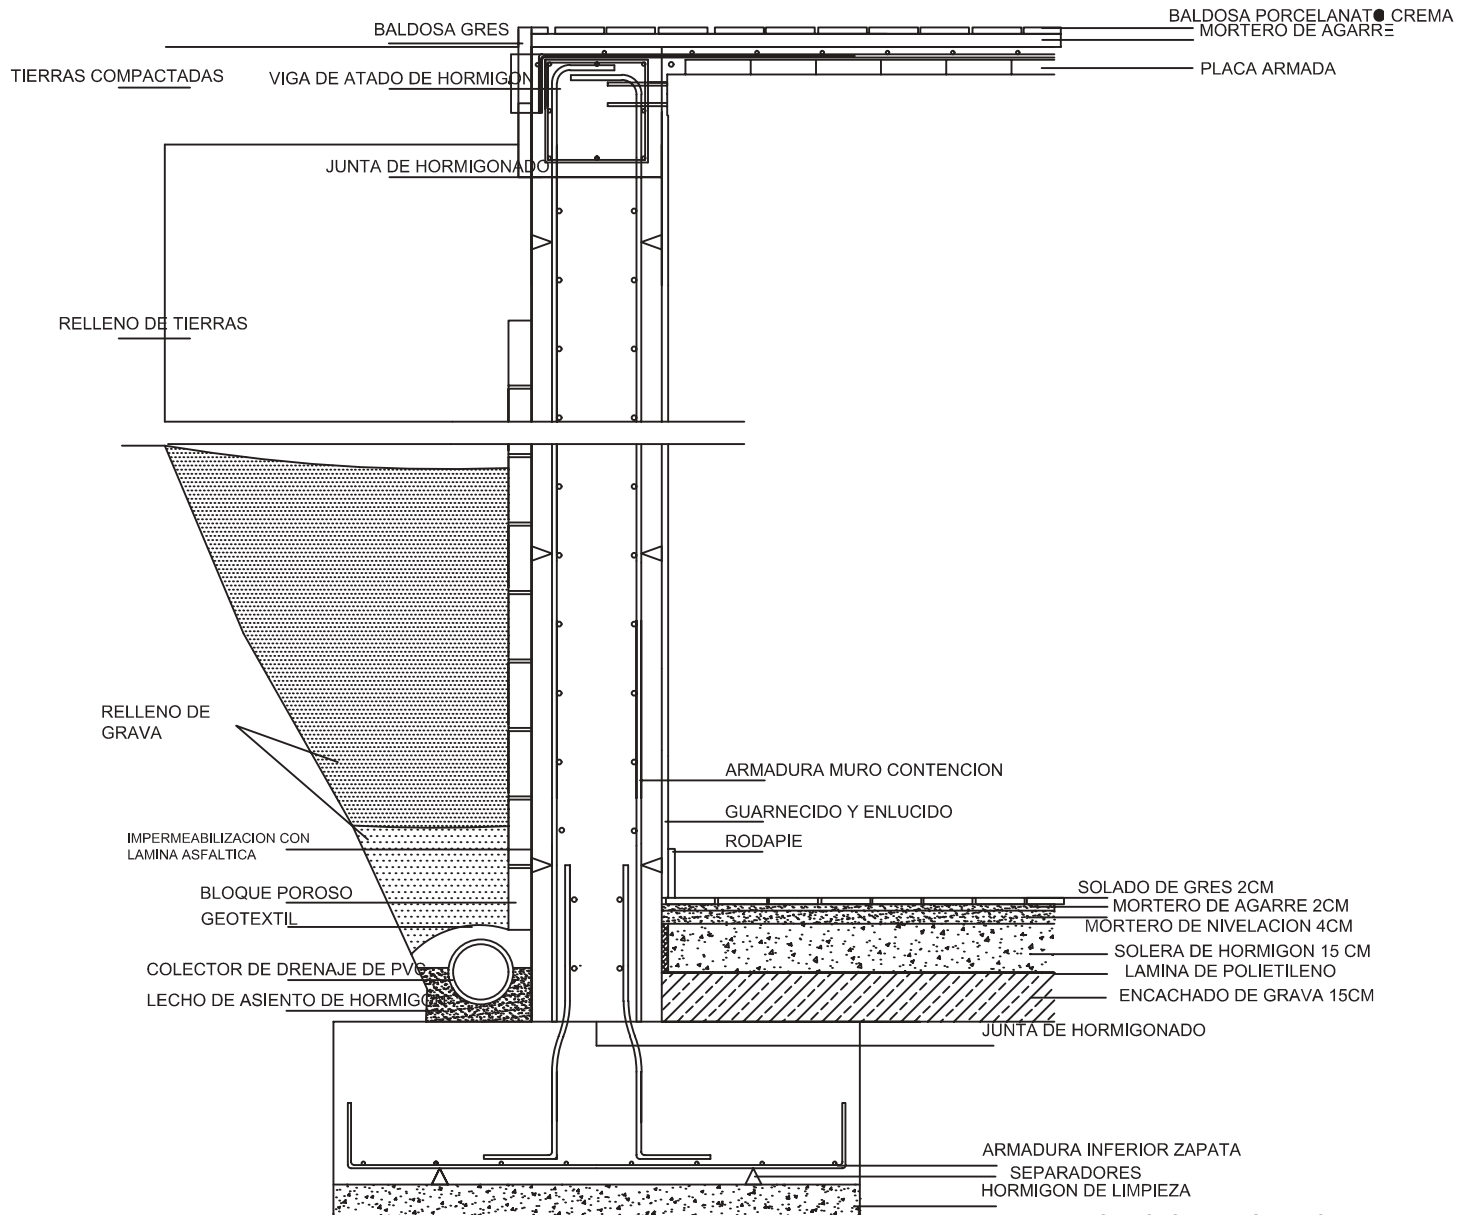 BALDOSA PORCELANATO CREMA
BALDOSA GRES
MORTERO DE AGARRE
TIERRAS COMPACTADAS
VIGA DE ATADO DE HORMIGON
PLACA ARMADA
JUNTA DE HORMIGONADO
RELLENO DE TIERRAS
RELLENO DE
GRAVA
ARMADURA MURO CONTENCION
GUARNECIDO Y ENLUCIDO
RODAPIE
IMPERMEABILIZACION CON
LAMINA ASFALTICA
BLOQUE POROSO
GEOTEXTIL
SOLADO DE GRES 2CM
MORTERO DE AGARRE 2CM
MORTERO DE NIVELACION 4CM
SOLERA DE HORMIGON 15 CM
COLECTOR DE DRENAJE DE PVC
LAMINA DE POLIETILENO
LECHO DE ASIENTO DE HORMIGON
ENCACHADO DE GRAVA 15CM
JUNTA DE HORMIGONADO
ARMADURA INFERIOR ZAPATA
SEPARADORES
HORMIGON DE LIMPIEZA